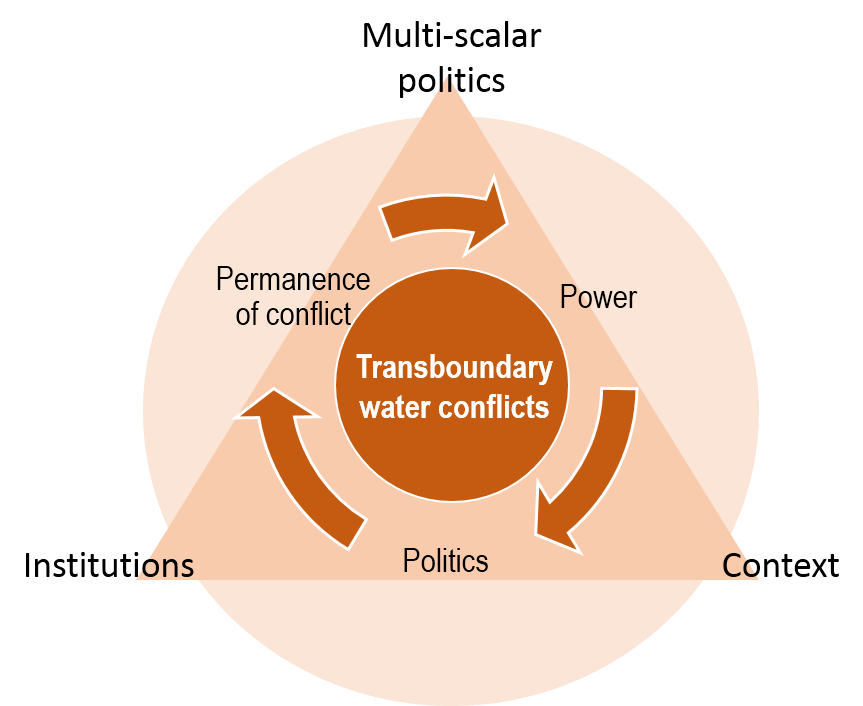 Multi-scalar
politics
Permanence
of conflict
Power
Transboundary
water conflicts
Institutions
Politics
Context